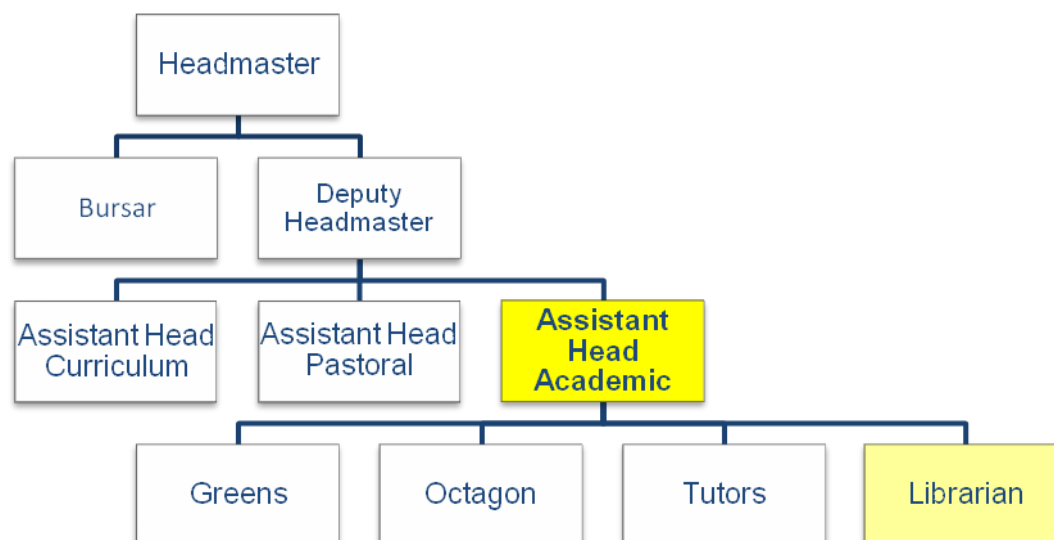 Headmaster
Bursar
Deputy
Headmaster
Assistant Head
Curriculum
Assistant Head
Pastoral
Assistant
Head
Academic
Greens
Octagon
Tutors
Librarian